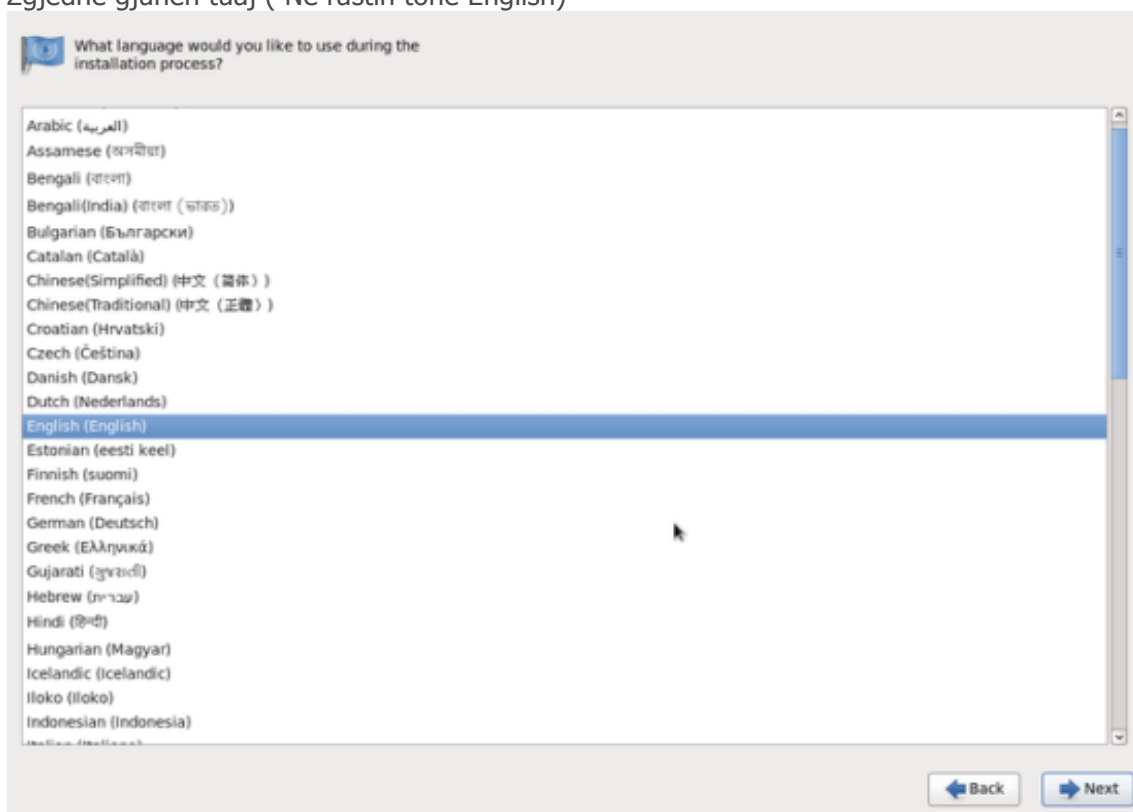 Zgjedhe gjuhën tuaj ( Në rastin tonë English)
What language would you like to use during the
installation process?
Arabic (العربية)
Assamese (অসমীয়া)
Bengali (বাংলা)
Bengali(India) (বাংলা (ভারত))
Bulgarian (Български)
Catalan (Català)
Chinese(Simplified) (中文（简体）)
Chinese(Traditional) (中文（正體）)
Croatian (Hrvatski)
Czech (Čeština)
Danish (Dansk)
Dutch (Nederlands)
English (English)
Estonian (eesti keel)
Finnish (suomi)
French (Français)
German (Deutsch)
Greek (Ελληνικά)
Gujarati (ગુજરાતી)
Hebrew (עברית)
Hindi (हिन्दी)
Hungarian (Magyar)
Icelandic (Icelandic)
Iloko (Iloko)
Indonesian (Indonesia)
Back
Next